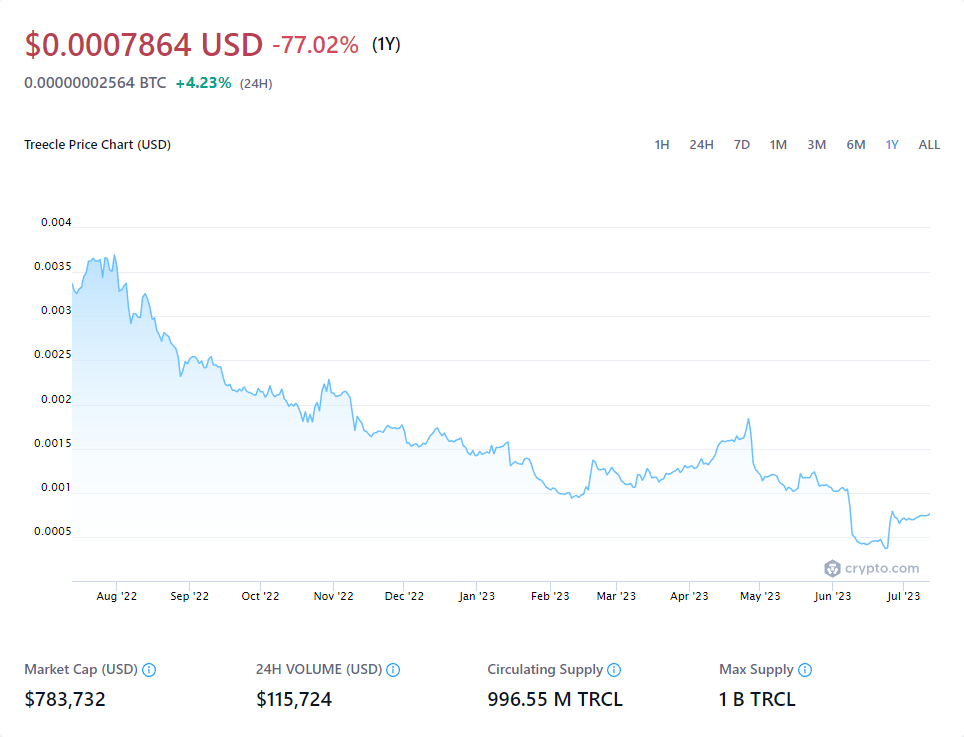 $0.0007864 USD -77.02% (1Y)
0.00000002564 BTC +4.23% (24H)
Treecle Price Chart (USD) 1H 24H 7D 1M 3M 6M 1Y ALL
0.004
0.0035
0.003
0.0025
0.002
0.0015
0.001
0.0005
crypto.com
Aug '22 Sep '22 Oct '22 Nov '22 Dec '22 Jan '23 Feb '23 Mar '23 Apr '23 May '23 Jun '23 Jul '23
Market Cap (USD) 24H VOLUME (USD) Circulating Supply Max Supply
$783,732 $115,724 996.55 M TRCL 1 B TRCL